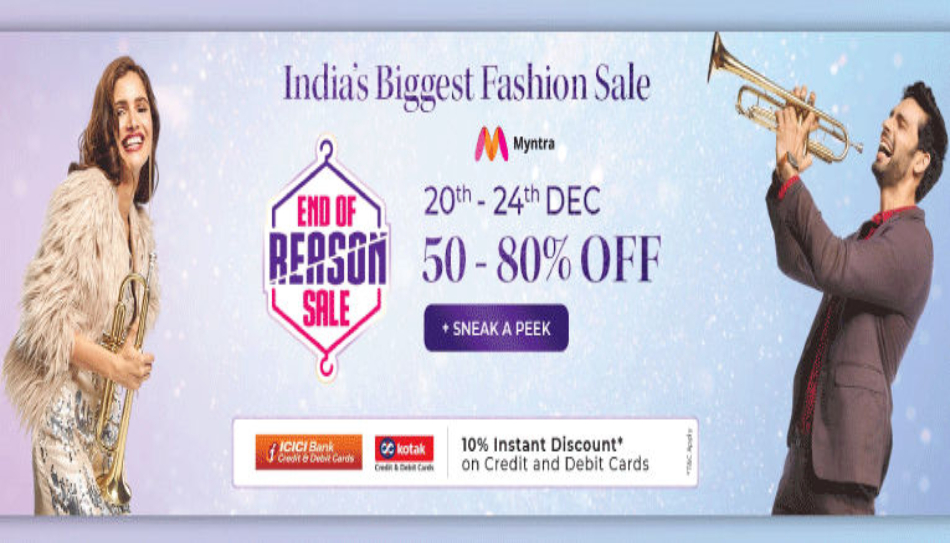 India's Biggest Fashion Sale
Myntra
END OF
REASON
SALE
20th - 24th DEC
50 - 80% OFF
+ SNEAK A PEEK
ICICI Bank
Credit & Debit Cards
kotak
Credit & Debit Cards
10% Instant Discount*
on Credit and Debit Cards
*T&C Apply